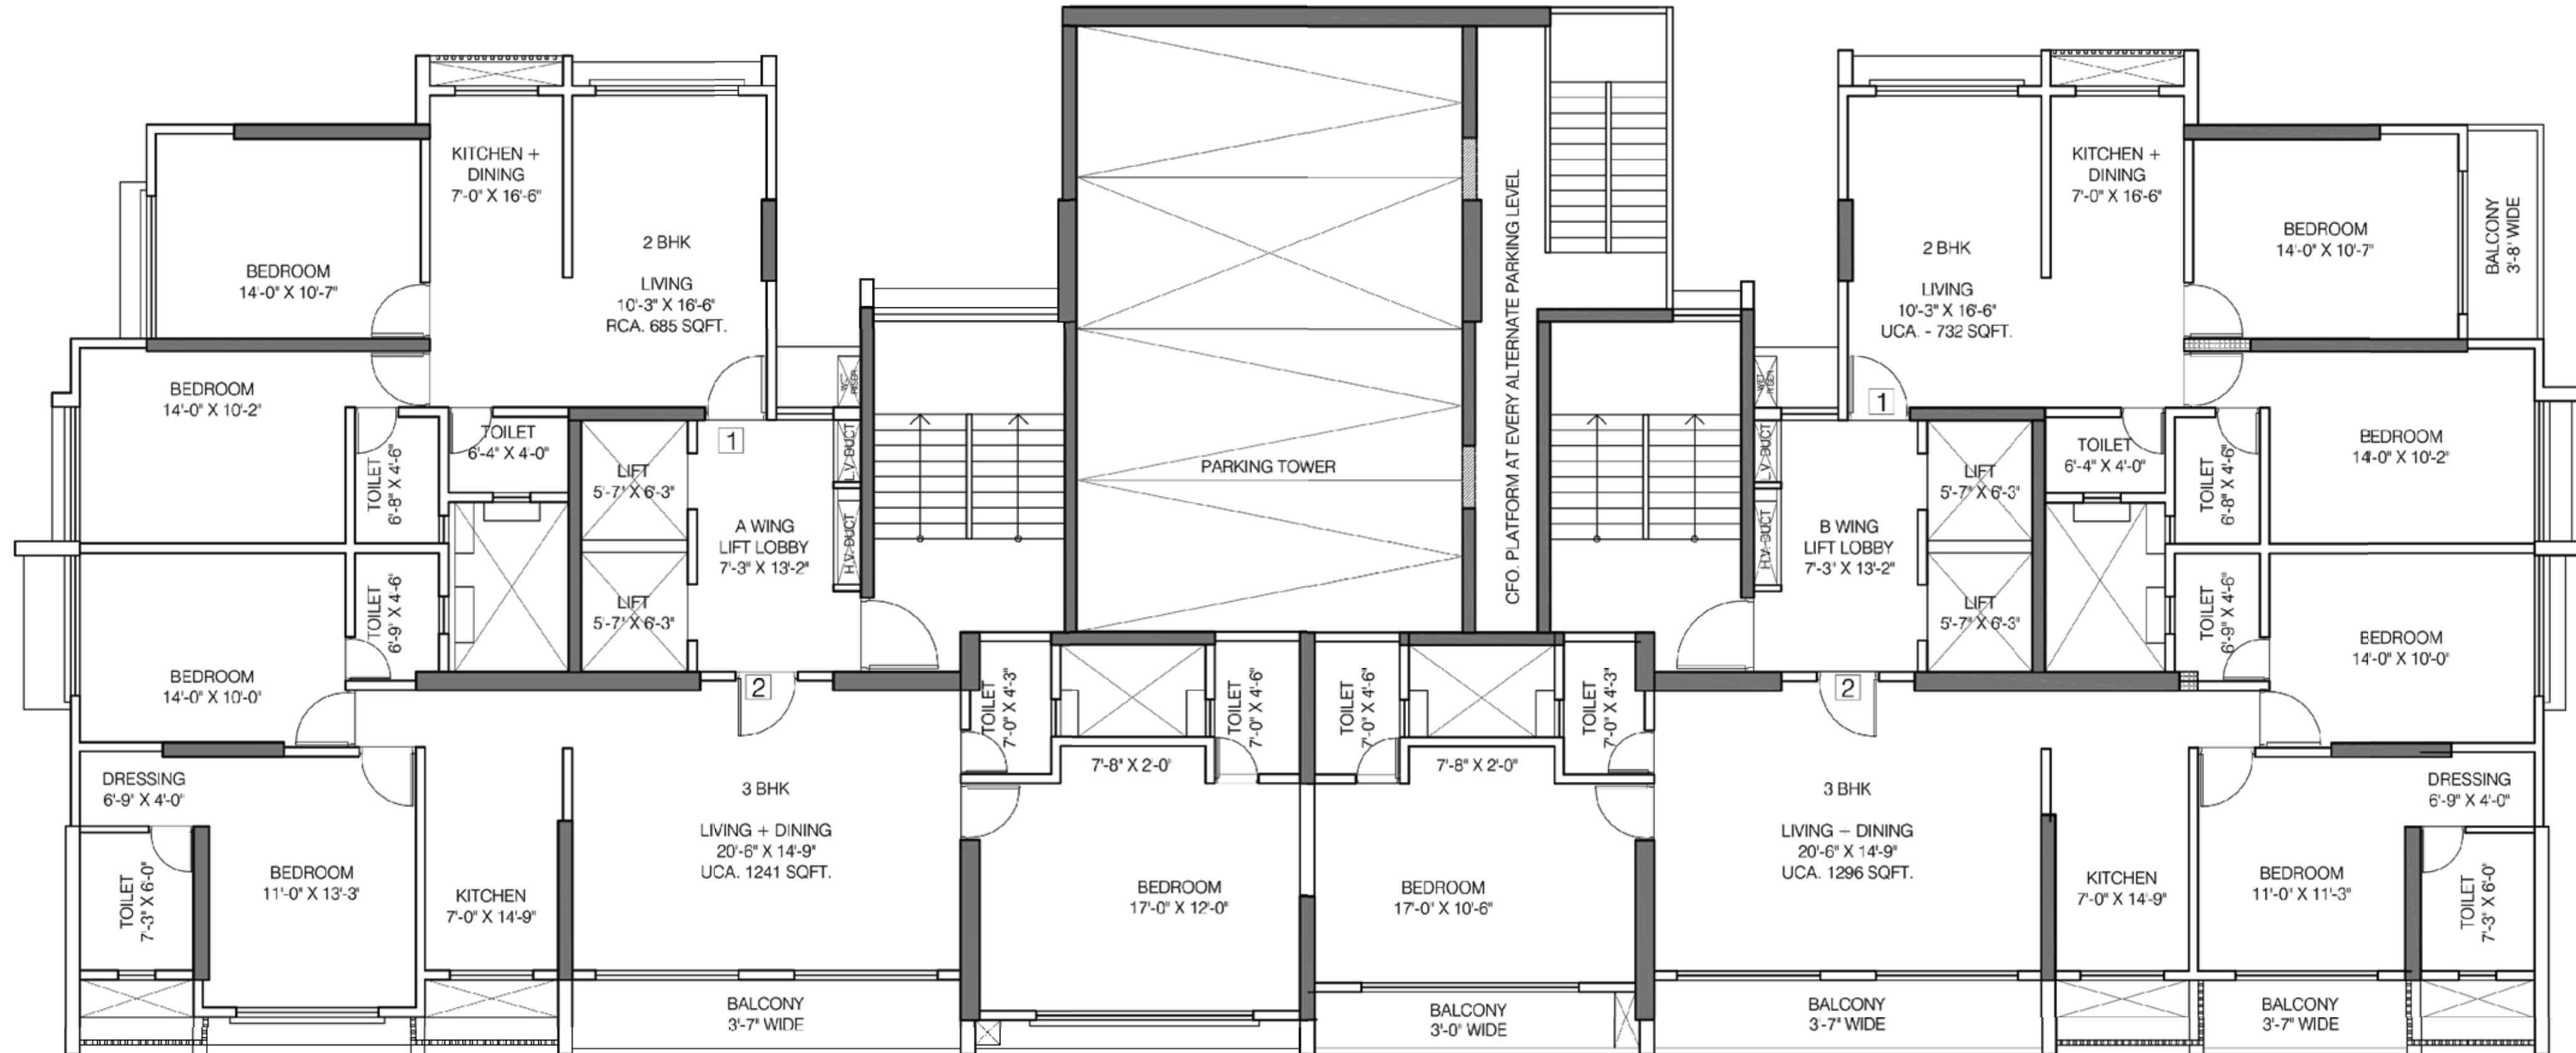 KITCHEN +
DINING
7'-0" X 16'-6"
2 BHK
LIVING
10'-3" X 16'-6"
RCA. 685 SQFT.
BEDROOM
14'-0" X 10'-7"
BEDROOM
14'-0" X 10'-2"
TOILET
6'-4" X 4'-0"
TOILET
6'-8" X 4'-6"
LIFT
5'-7" X 6'-3"
1
WET
RISER
L.V. DUCT
H.V. DUCT
A WING
LIFT LOBBY
7'-3" X 13'-2"
LIFT
5'-7" X 6'-3"
TOILET
6'-9" X 4'-6"
BEDROOM
14'-0" X 10'-0"
2
DRESSING
6'-9" X 4'-0"
TOILET
7'-3" X 6'-0"
BEDROOM
11'-0" X 13'-3"
KITCHEN
7'-0" X 14'-9"
3 BHK
LIVING + DINING
20'-6" X 14'-9"
UCA. 1241 SQFT.
BALCONY
3'-7" WIDE
TOILET
7'-0" X 4'-3"
7'-8" X 2'-0"
TOILET
7'-0" X 4'-6"
BEDROOM
17'-0" X 12'-0"
PARKING TOWER
CFO. PLATFORM AT EVERY ALTERNATE PARKING LEVEL
TOILET
7'-0" X 4'-6"
7'-8" X 2'-0"
TOILET
7'-0" X 4'-3"
BEDROOM
17'-0" X 10'-6"
BALCONY
3'-0" WIDE
2 BHK
LIVING
10'-3" X 16'-6"
UCA. - 732 SQFT.
KITCHEN +
DINING
7'-0" X 16'-6"
BEDROOM
14'-0" X 10'-7"
BALCONY
3'-8" WIDE
WET
RISER
1
L.V. DUCT
H.V. DUCT
B WING
LIFT LOBBY
7'-3" X 13'-2"
LIFT
5'-7" X 6'-3"
LIFT
5'-7" X 6'-3"
TOILET
6'-4" X 4'-0"
TOILET
6'-8" X 4'-6"
BEDROOM
14'-0" X 10'-2"
TOILET
6'-9" X 4'-6"
BEDROOM
14'-0" X 10'-0"
2
3 BHK
LIVING + DINING
20'-6" X 14'-9"
UCA. 1296 SQFT.
BALCONY
3'-7" WIDE
KITCHEN
7'-0" X 14'-9"
BEDROOM
11'-0" X 11'-3"
DRESSING
6'-9" X 4'-0"
TOILET
7'-3" X 6'-0"
BALCONY
3'-7" WIDE